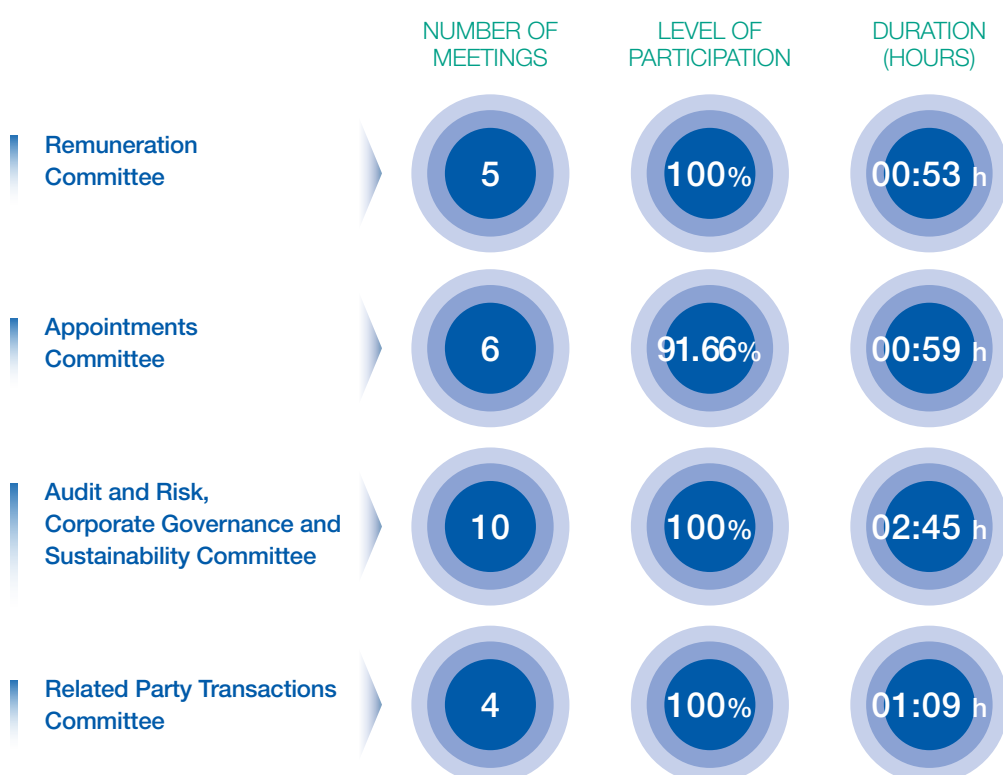 NUMBER OF
MEETINGS
LEVEL OF
PARTICIPATION
DURATION
(HOURS)
Remuneration
Committee
5
100%
00:53 h
Appointments
Committee
6
91.66%
00:59 h
Audit and Risk,
Corporate Governance and
Sustainability Committee
10
100%
02:45 h
Related Party Transactions
Committee
4
100%
01:09 h